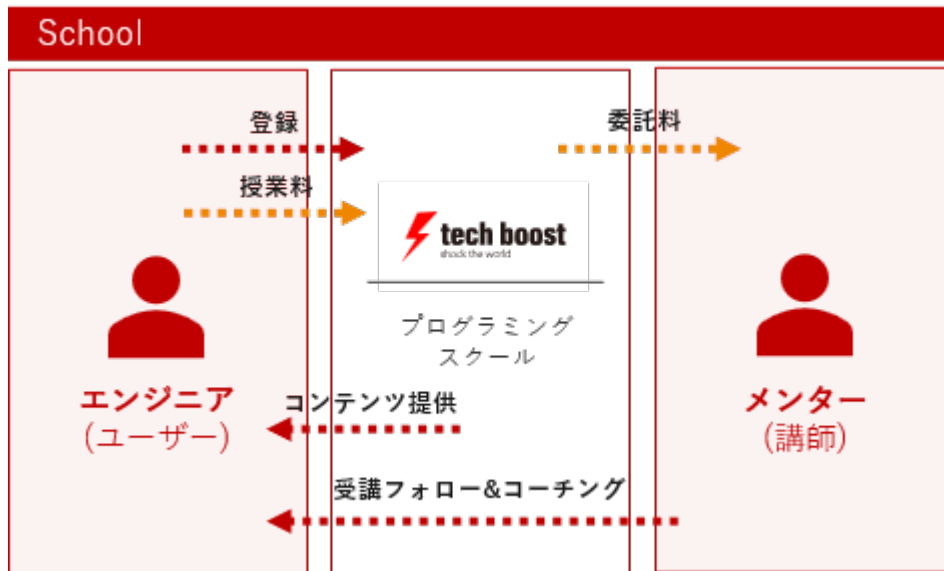 School
登録
委託料
授業料
tech boost
shock the world
プログラミング
スクール
エンジニア
(ユーザー)
コンテンツ提供
メンター
(講師)
受講フォロー&コーチング